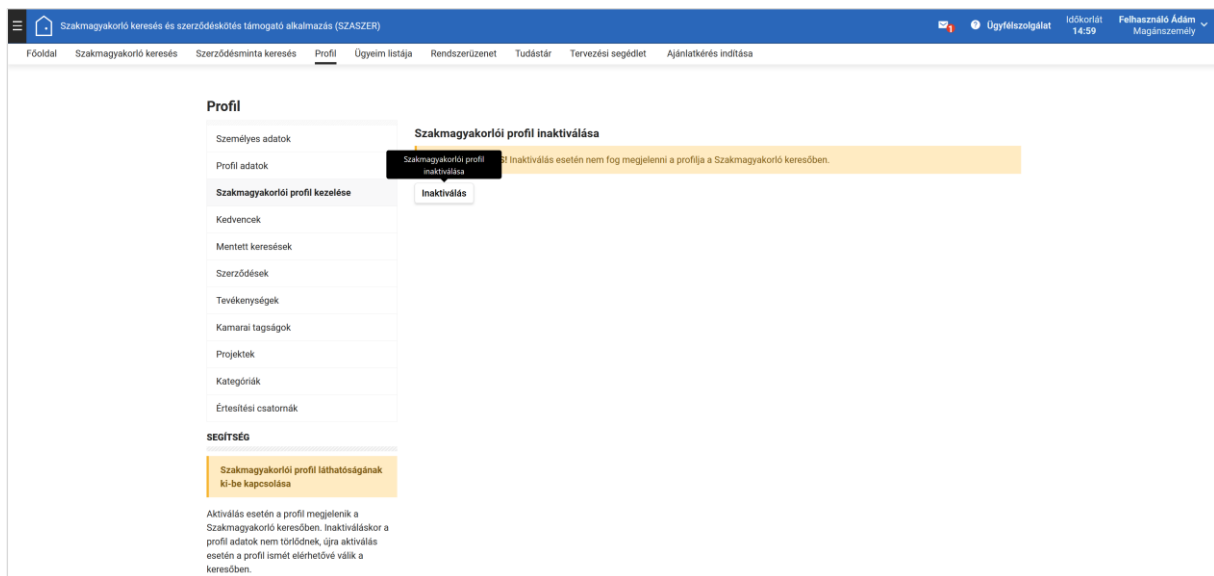 Szakmagyakorló keresés és szerződéskötés támogató alkalmazás (SZASZER)
1
Ügyfélszolgálat
Időkorlát
14:59
Felhasználó Ádám
Magánszemély
Főoldal Szakmagyakorló keresés Szerződésminta keresés Profil Ügyeim listája Rendszerüzenet Tudástár Tervezési segédlet Ajánlatkérés indítása
Profil
Személyes adatok
Profil adatok
Szakmagyakorlói profil kezelése
Kedvencek
Mentett keresések
Szerződések
Tevékenységek
Kamarai tagságok
Projektek
Kategóriák
Értesítési csatornák
SEGÍTSÉG
Szakmagyakorlói profil láthatóságának
ki-be kapcsolása
Aktiválás esetén a profil megjelenik a
Szakmagyakorló keresőben. Inaktiváláskor a
profil adatok nem törlődnek, újra aktiválás
esetén a profil ismét elérhetővé válik a
keresőben.
Szakmagyakorlói profil inaktiválása
Szakmagyakorlói profil
inaktiválása
Inaktiválás esetén nem fog megjelenni a profilja a Szakmagyakorló keresőben.
Inaktiválás